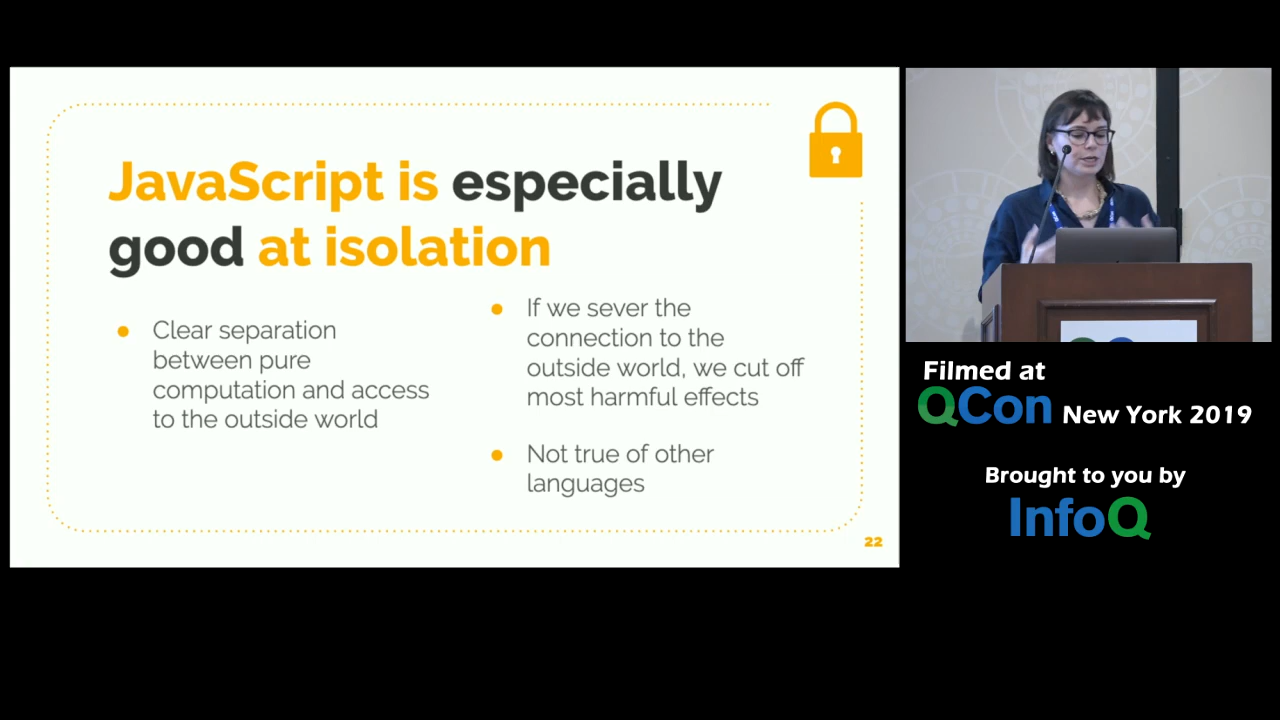 JavaScript is especially
good at isolation
● Clear separation
between pure
computation and access
to the outside world
● If we sever the
connection to the
outside world, we cut off
most harmful effects
● Not true of other
languages
22
Filmed at
QCon New York 2019
Brought to you by
InfoQ